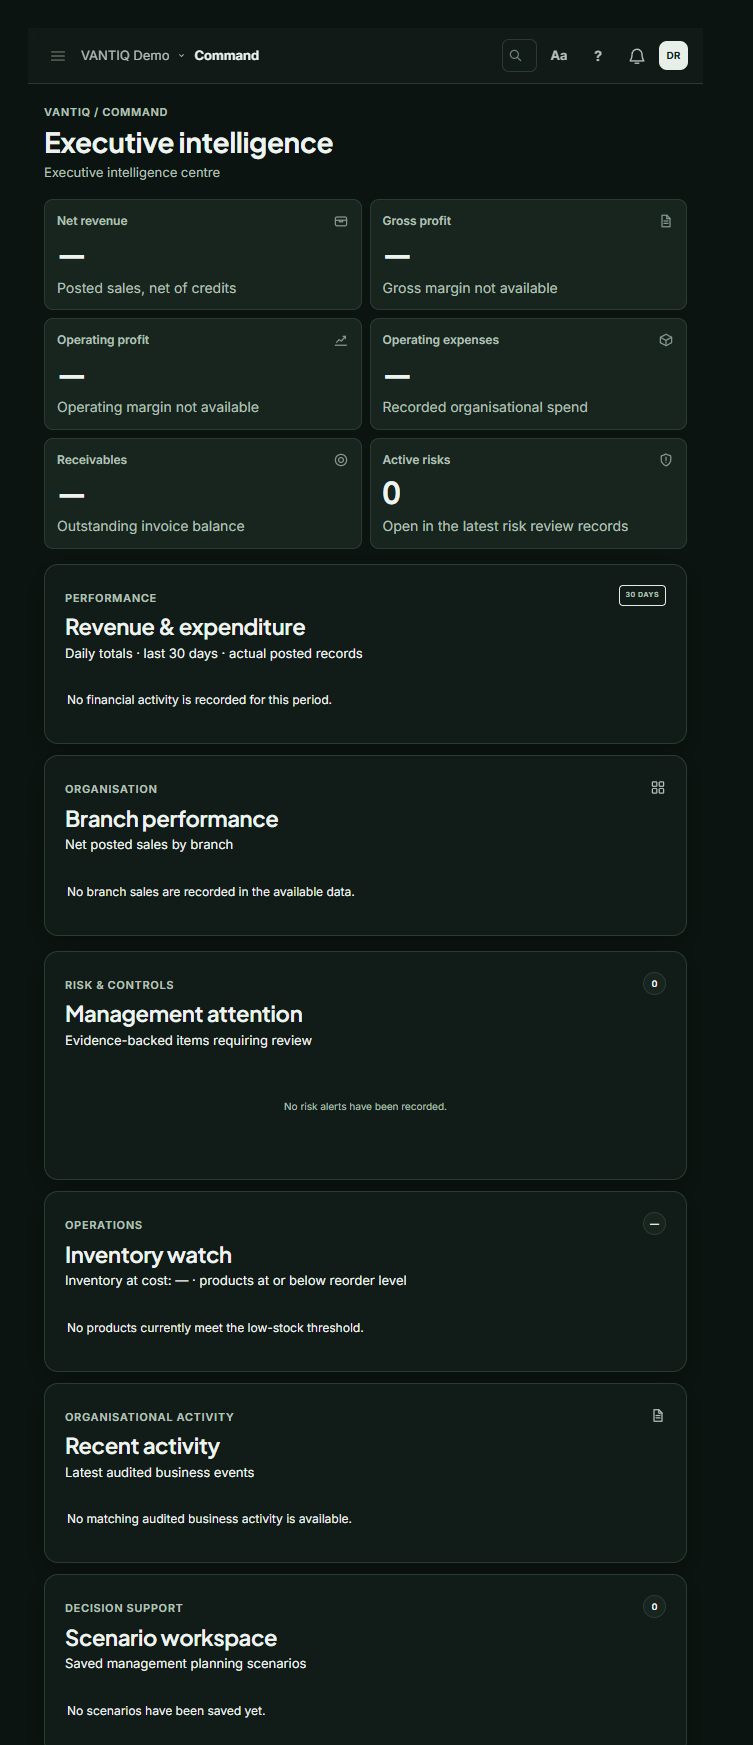 VANTIQ Demo Command Aa ? DR
VANTIQ / COMMAND
Executive intelligence
Executive intelligence centre
Net revenue
—
Posted sales, net of credits
Gross profit
—
Gross margin not available
Operating profit
—
Operating margin not available
Operating expenses
—
Recorded organisational spend
Receivables
—
Outstanding invoice balance
Active risks
0
Open in the latest risk review records
PERFORMANCE
30 DAYS
Revenue & expenditure
Daily totals · last 30 days · actual posted records
No financial activity is recorded for this period.
ORGANISATION
Branch performance
Net posted sales by branch
No branch sales are recorded in the available data.
RISK & CONTROLS
0
Management attention
Evidence-backed items requiring review
No risk alerts have been recorded.
OPERATIONS
—
Inventory watch
Inventory at cost: — · products at or below reorder level
No products currently meet the low-stock threshold.
ORGANISATIONAL ACTIVITY
Recent activity
Latest audited business events
No matching audited business activity is available.
DECISION SUPPORT
0
Scenario workspace
Saved management planning scenarios
No scenarios have been saved yet.